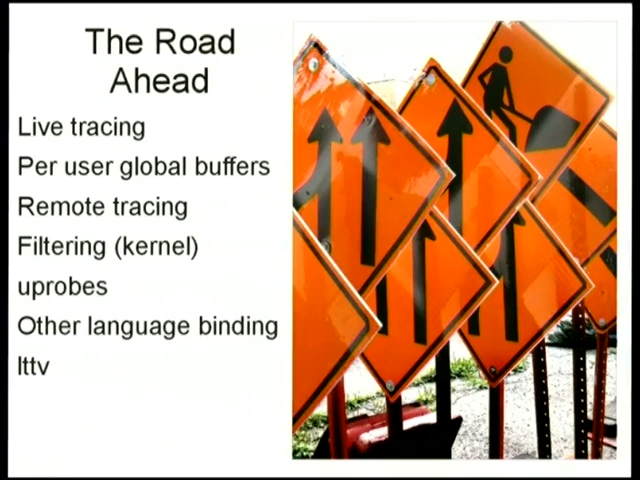 The Road
Ahead
Live tracing
Per user global buffers
Remote tracing
Filtering (kernel)
uprobes
Other language binding
lttv